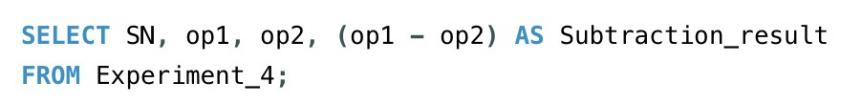 SELECT SN, op1, op2, (op1 − op2) AS Subtraction_result
FROM Experiment_4;